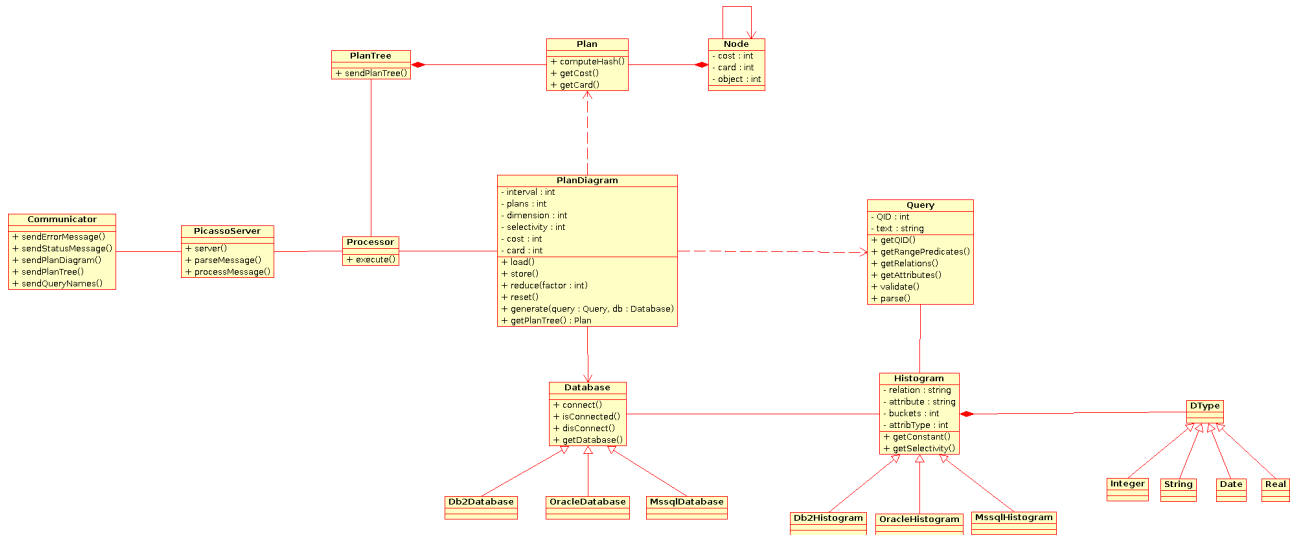 PlanTree
+ sendPlanTree()
Plan
+ computeHash()
+ getCost()
+ getCard()
Node
- cost : int
- card : int
- object : int
Communicator
+ sendErrorMessage()
+ sendStatusMessage()
+ sendPlanDiagram()
+ sendPlanTree()
+ sendQueryNames()
PicassoServer
+ server()
+ parseMessage()
+ processMessage()
Processor
+ execute()
PlanDiagram
- interval : int
- plans : int
- dimension : int
- selectivity : int
- cost : int
- card : int
+ load()
+ store()
+ reduce(factor : int)
+ reset()
+ generate(query : Query, db : Database)
+ getPlanTree() : Plan
Query
- QID : int
- text : string
+ getQID()
+ getRangePredicates()
+ getRelations()
+ getAttributes()
+ validate()
+ parse()
Database
+ connect()
+ isConnected()
+ disConnect()
+ getDatabase()
Histogram
- relation : string
- attribute : string
- buckets : int
- attribType : int
+ getConstant()
+ getSelectivity()
DType
Db2Database
OracleDatabase
MssqlDatabase
Db2Histogram
OracleHistogram
MssqlHistogram
Integer
String
Date
Real